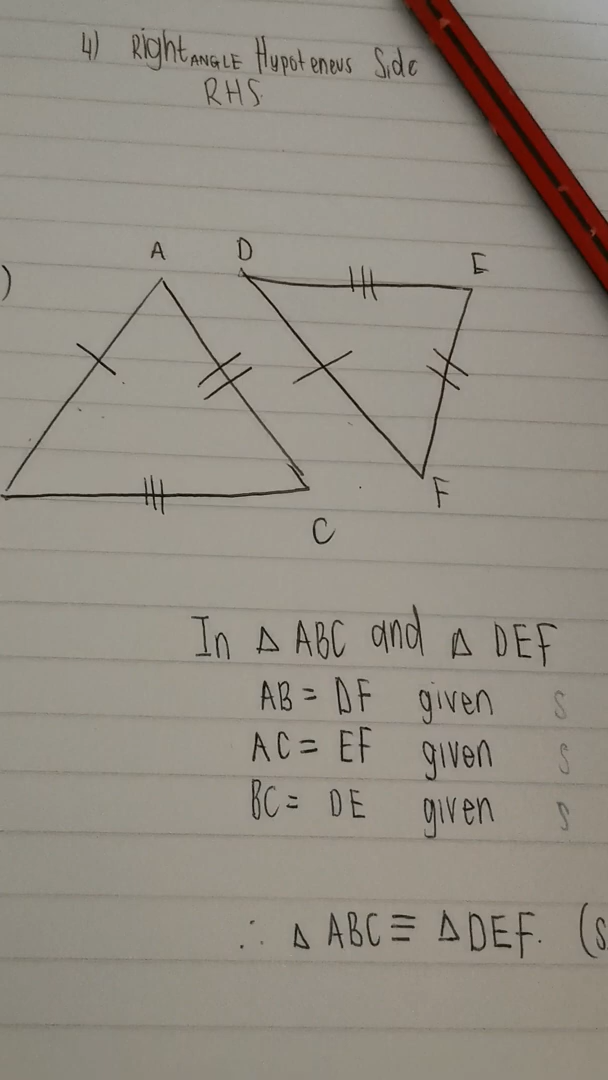 4) Right ANGLE Hypoteneus Side
RHS.
)
A D E
F
C
In Δ ABC and Δ DEF
AB = DF given S
AC = EF given S
BC = DE given S
∴ Δ ABC ≡ Δ DEF. (S